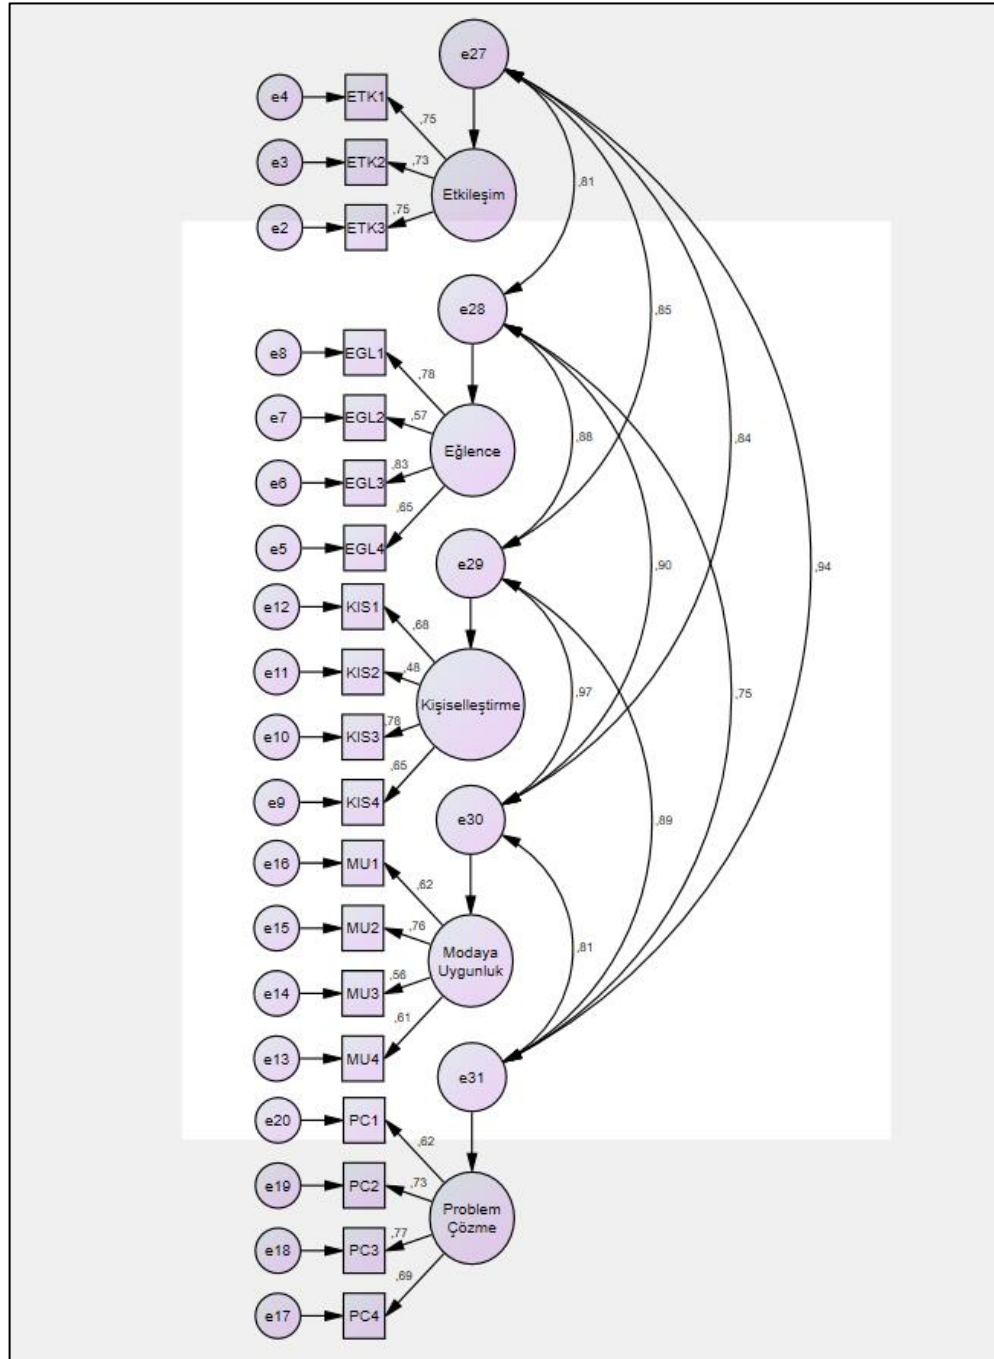 e27
e4
ETK1
,75
e3
ETK2
,73
Etkileşim
,81
e2
ETK3
,75
e28
,85
e8
EGL1
,78
e7
EGL2
,57
Eğlence
,88
,84
e6
EGL3
,83
e5
EGL4
,65
e29
,90
,94
e12
KIS1
,68
e11
KIS2
,48
Kişiselleştirme
,97
,75
e10
KIS3
,78
e9
KIS4
,65
e30
,89
e16
MU1
,62
e15
MU2
,76
Modaya
Uygunluk
,81
e14
MU3
,56
e13
MU4
,61
e31
e20
PC1
,62
e19
PC2
,73
Problem
Çözme
e18
PC3
,77
e17
PC4
,69